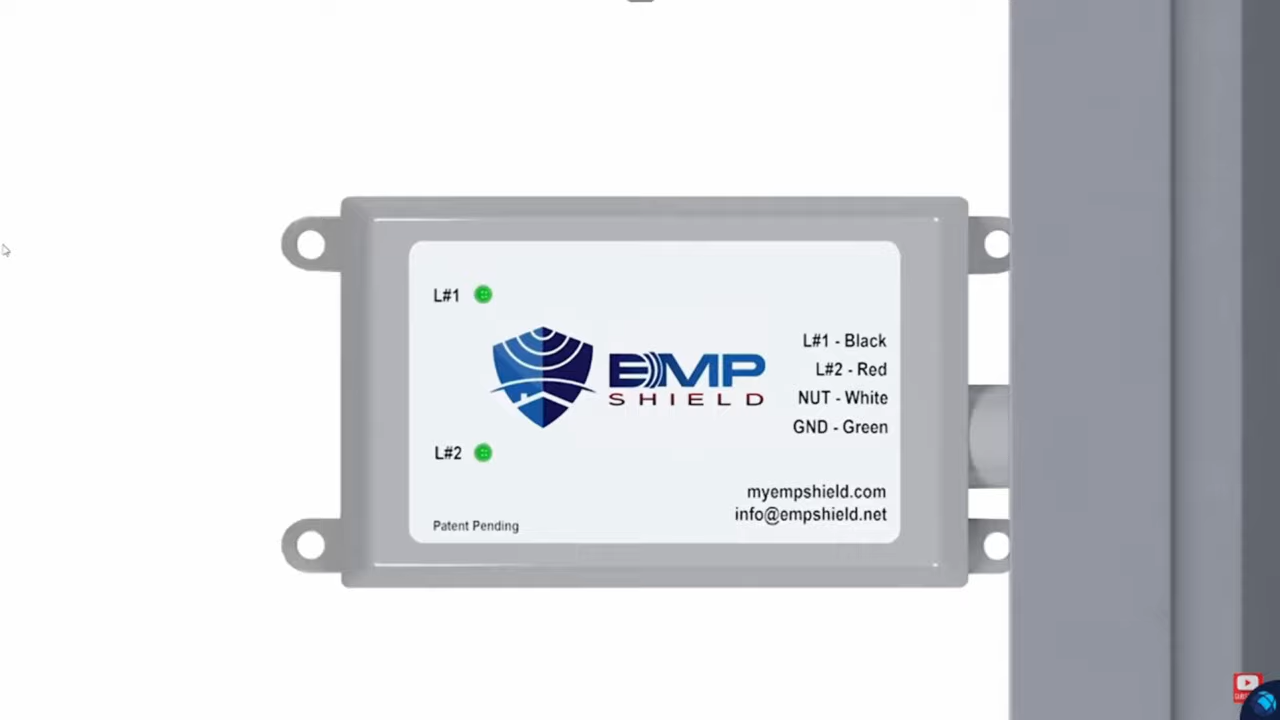 L#1
EMP
SHIELD
L#1 - Black
L#2 - Red
NUT - White
GND - Green
L#2
myempshield.com
info@empshield.net
Patent Pending